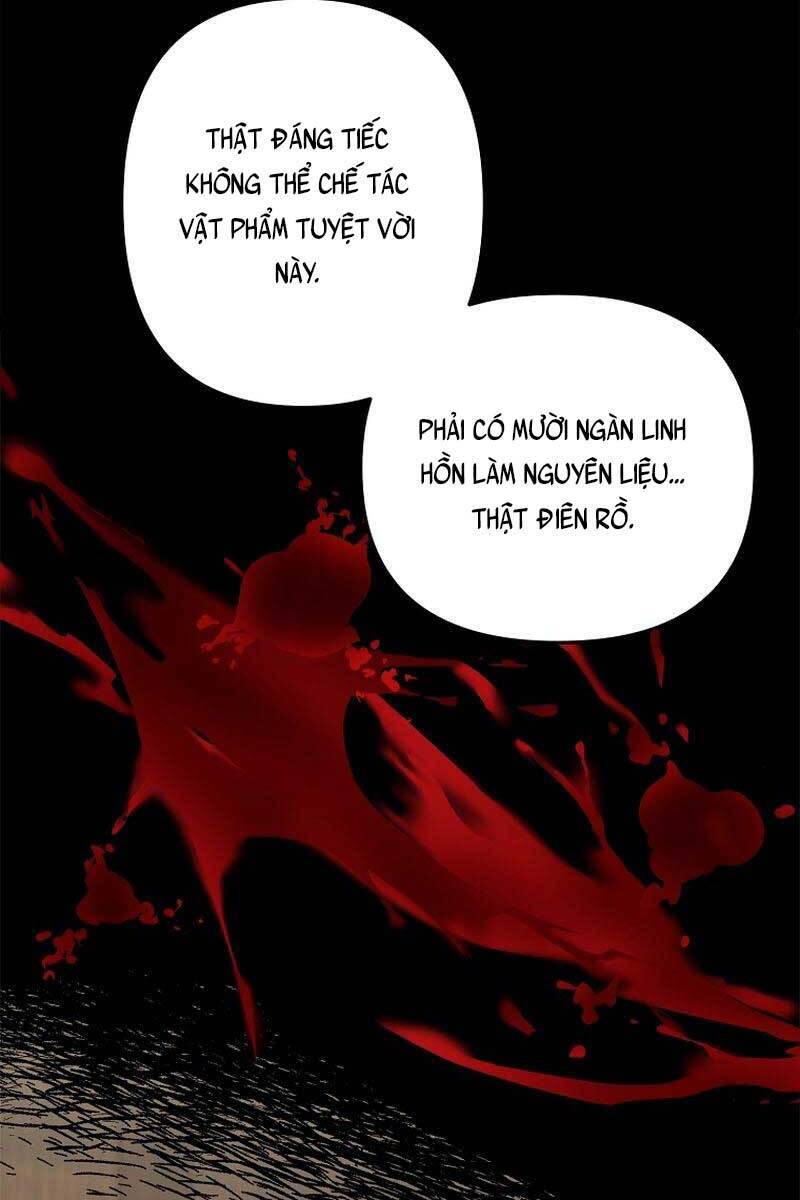 THẬT ĐÁNG TIẾC
KHÔNG THỂ CHẾ TÁC
VẬT PHẨM TUYỆT VỜI
NÀY.
PHẢI CÓ MƯỜI NGÀN LINH
HỒN LÀM NGUYÊN LIỆU...
THẬT ĐIÊN RỒ.